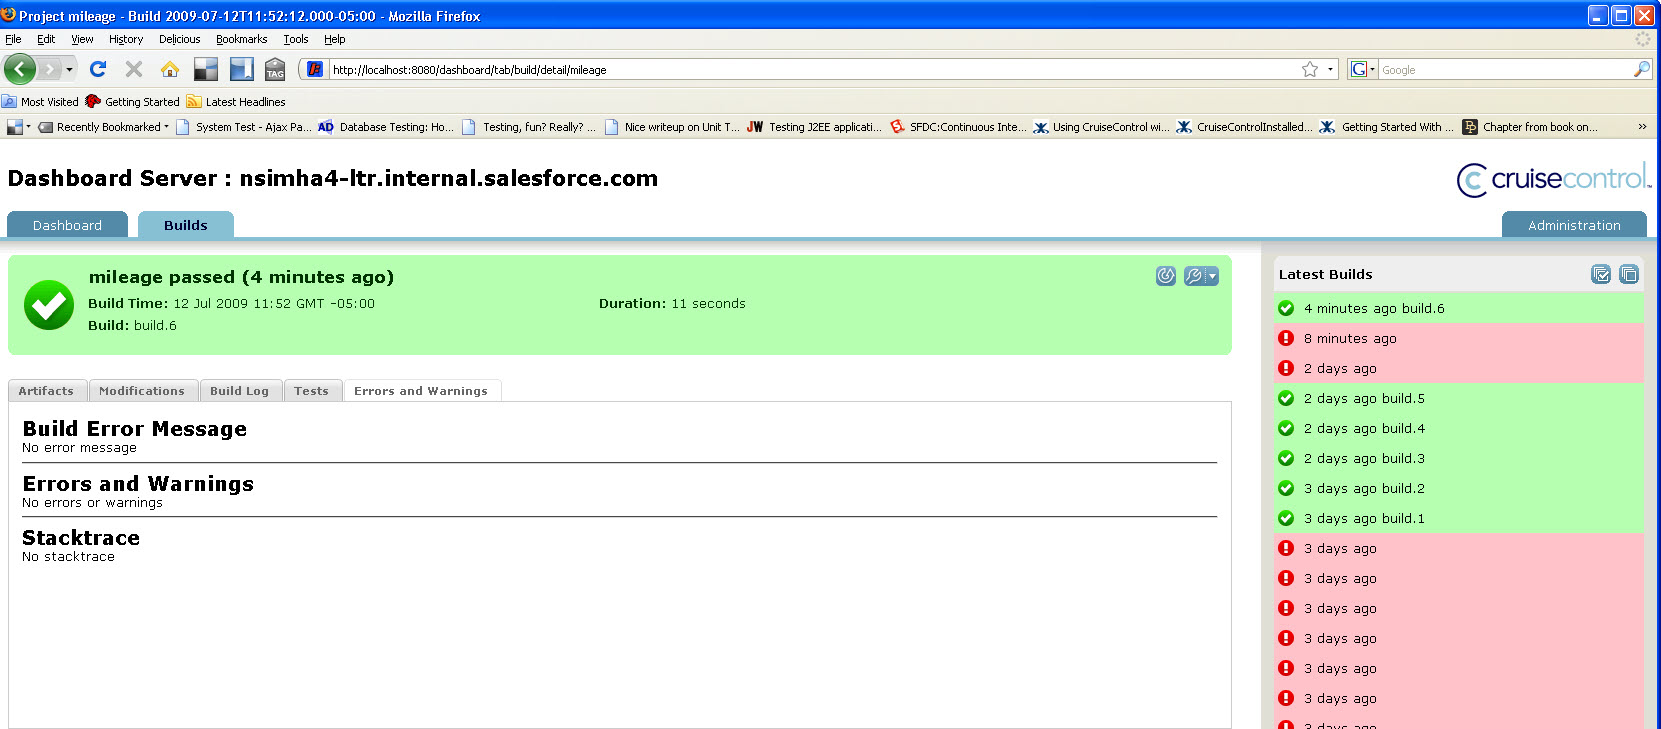 Project mileage - Build 2009-07-12T11:52:12.000-05:00 - Mozilla Firefox
File Edit View History Delicious Bookmarks Tools Help
TAG http://localhost:8080/dashboard/tab/build/detail/mileage G Google
Most Visited Getting Started Latest Headlines
Recently Bookmarked System Test - Ajax Pa... AD Database Testing: Ho... Testing, fun? Really? ... Nice writeup on Unit T... JW Testing J2EE applicati... SFDC:Continuous Inte... Using CruiseControl wi... CruiseControlInstalled... Getting Started With ... Chapter from book on... »
Dashboard Server : nsimha4-ltr.internal.salesforce.com
cruisecontrol™
Dashboard Builds Administration
mileage passed (4 minutes ago)
Build Time: 12 Jul 2009 11:52 GMT -05:00 Duration: 11 seconds
Build: build.6
Artifacts Modifications Build Log Tests Errors and Warnings
Build Error Message
No error message
Errors and Warnings
No errors or warnings
Stacktrace
No stacktrace
Latest Builds
4 minutes ago build.6
8 minutes ago
2 days ago
2 days ago build.5
2 days ago build.4
2 days ago build.3
3 days ago build.2
3 days ago build.1
3 days ago
3 days ago
3 days ago
3 days ago
3 days ago
3 days ago
3 days ago